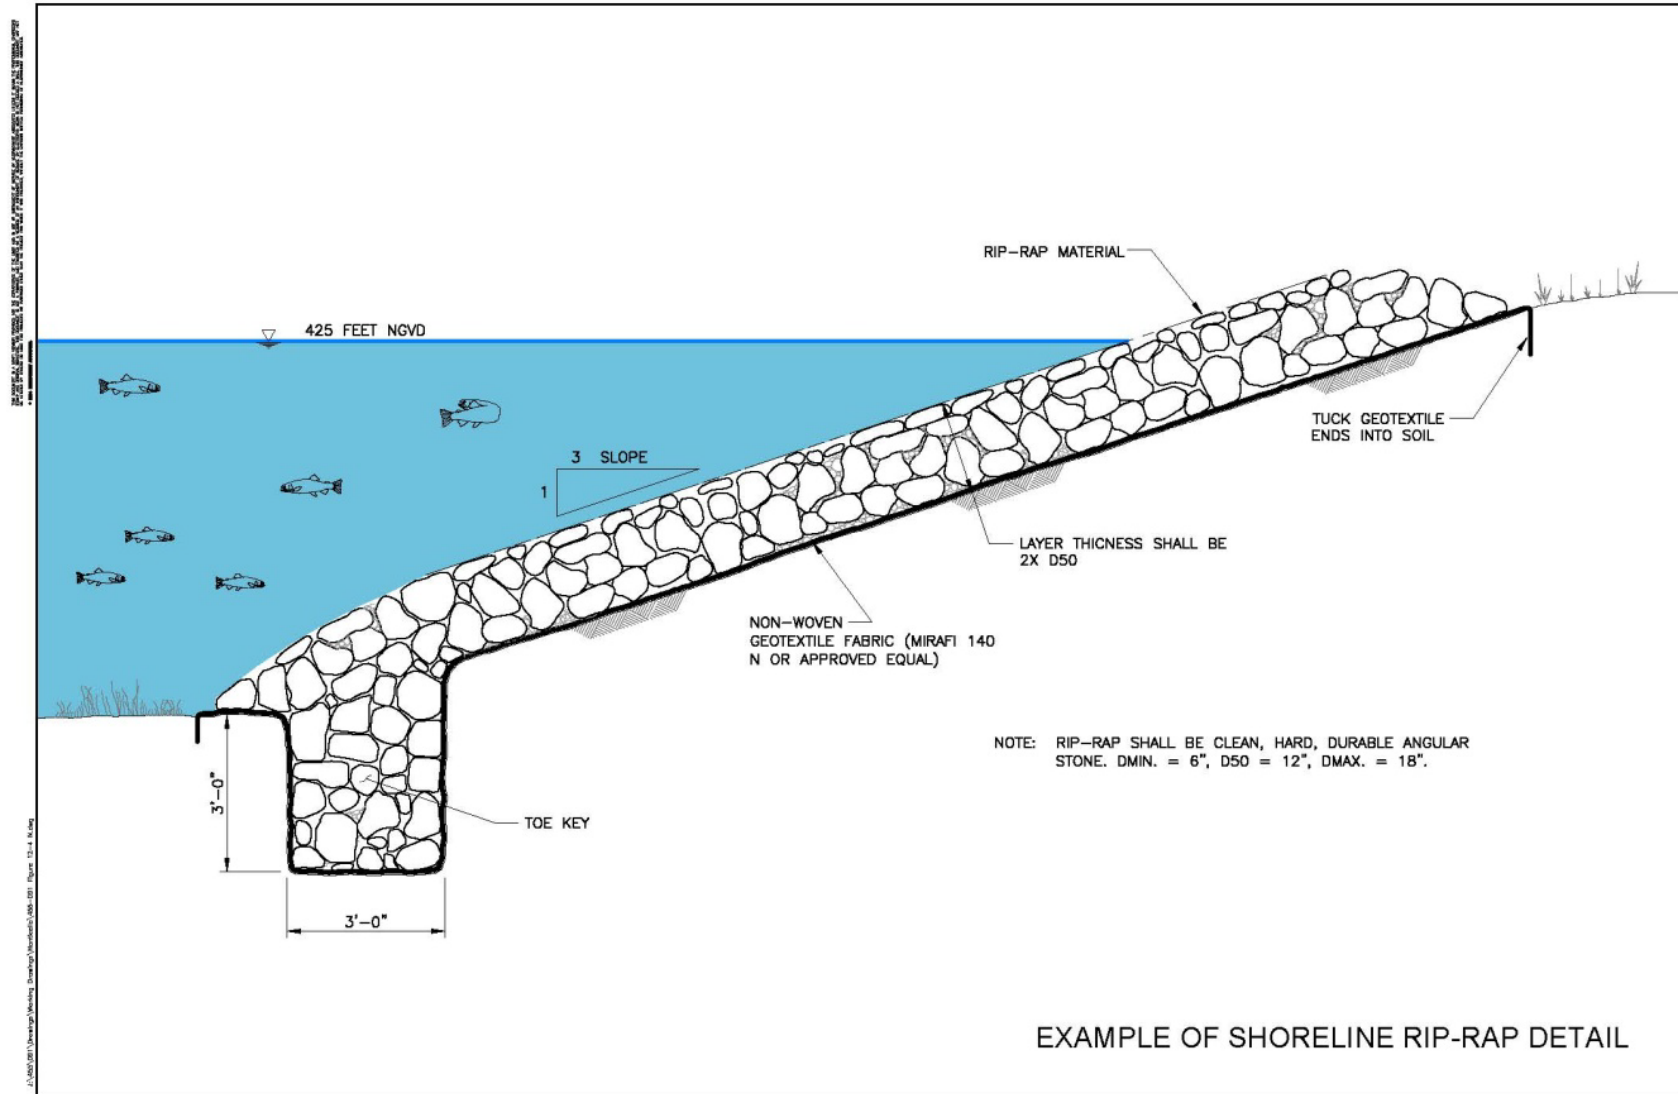 RIP-RAP MATERIAL
425 FEET NGVD
TUCK GEOTEXTILE
ENDS INTO SOIL
3 SLOPE
1
LAYER THICNESS SHALL BE
2X D50
NON-WOVEN
GEOTEXTILE FABRIC (MIRAFI 140
N OR APPROVED EQUAL)
NOTE: RIP-RAP SHALL BE CLEAN, HARD, DURABLE ANGULAR
STONE. DMIN. = 6", D50 = 12", DMAX. = 18".
3'-0"
TOE KEY
3'-0"
EXAMPLE OF SHORELINE RIP-RAP DETAIL